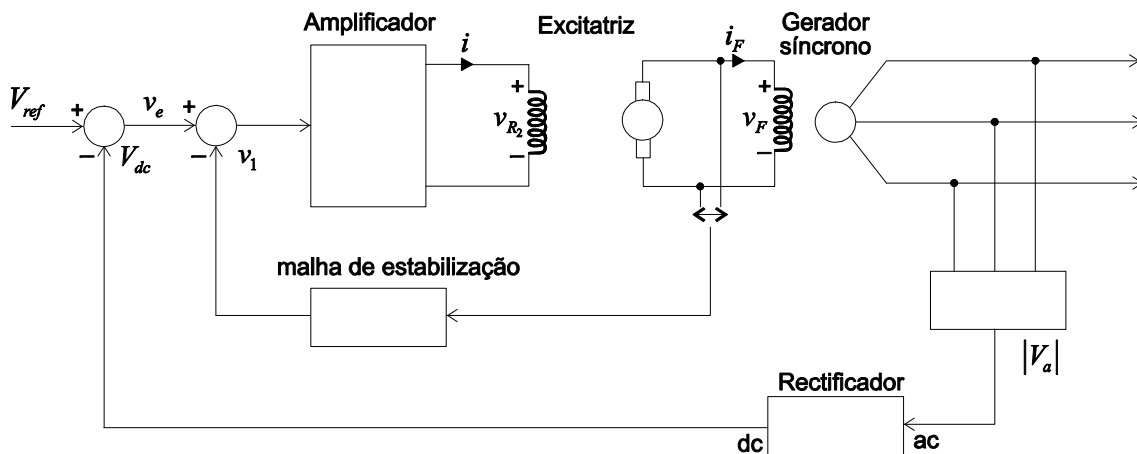 Amplificador
Excitatriz
Gerador
síncrono
i
i_F
V_ref
+
v_e
+
+
v_R2
−
+
v_F
−
−
V_dc
−
v_1
malha de estabilização
|V_a|
Rectificador
dc
ac